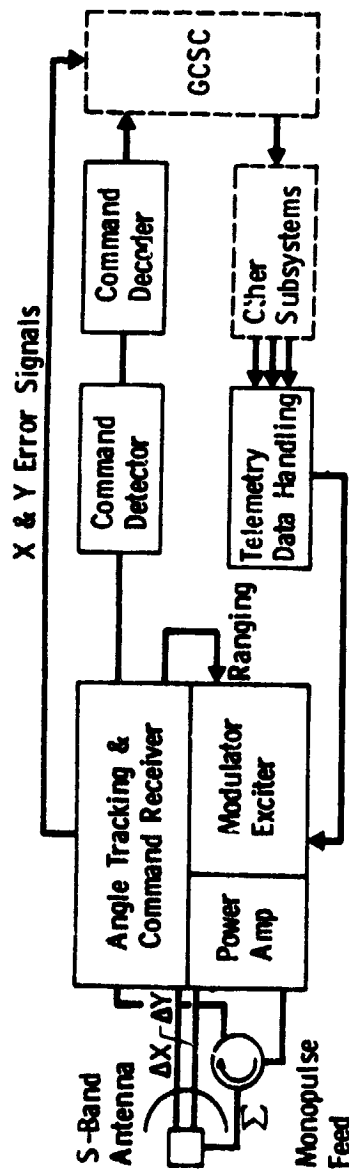 X & Y Error Signals
S-Band
Antenna
ΔX
ΔY
Σ
Monopulse
Feed
Angle Tracking &
Command Receiver
Power
Amp
Modulator
Exciter
Ranging
Command
Detector
Command
Decoder
GCSC
Telemetry
Data Handling
Other
Subsystems